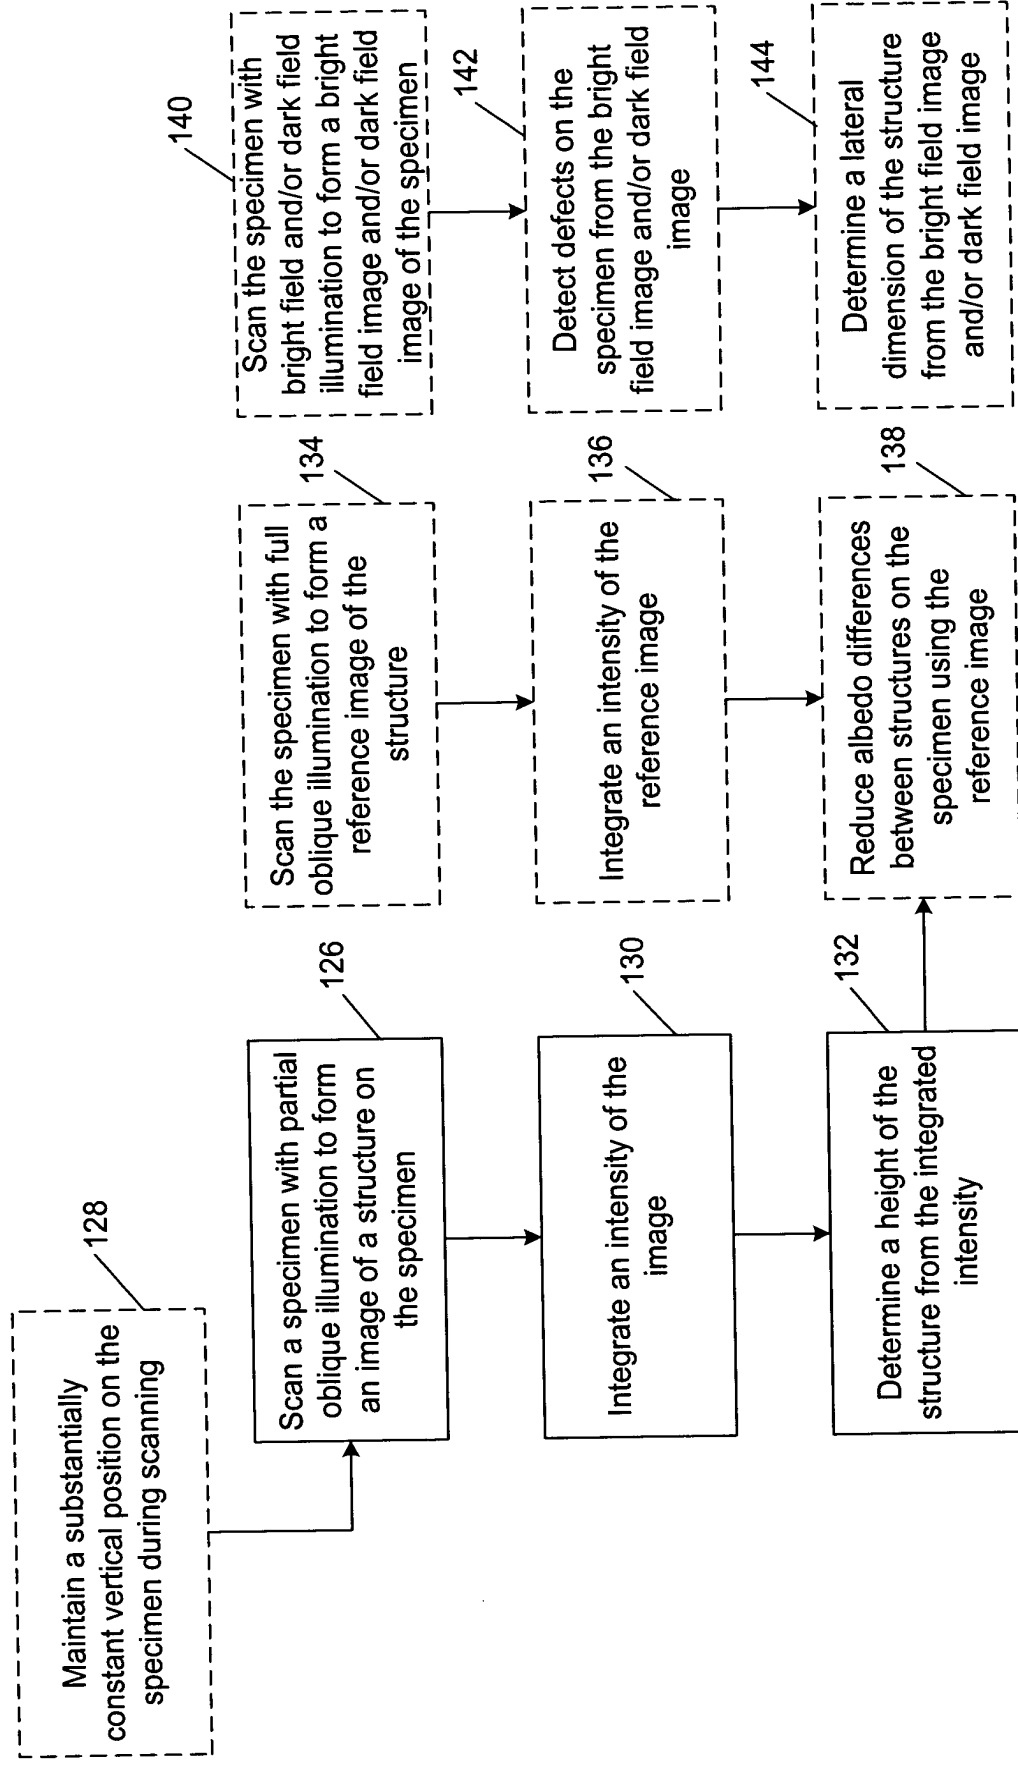 128
Maintain a substantially
constant vertical position on the
specimen during scanning
126
Scan a specimen with partial
oblique illumination to form
an image of a structure on
the specimen
130
Integrate an intensity of the
image
132
Determine a height of the
structure from the integrated
intensity
134
Scan the specimen with full
oblique illumination to form a
reference image of the
structure
136
Integrate an intensity of the
reference image
138
Reduce albedo differences
between structures on the
specimen using the
reference image
140
Scan the specimen with
bright field and/or dark field
illumination to form a bright
field image and/or dark field
image of the specimen
142
Detect defects on the
specimen from the bright
field image and/or dark field
image
144
Determine a lateral
dimension of the structure
from the bright field image
and/or dark field image